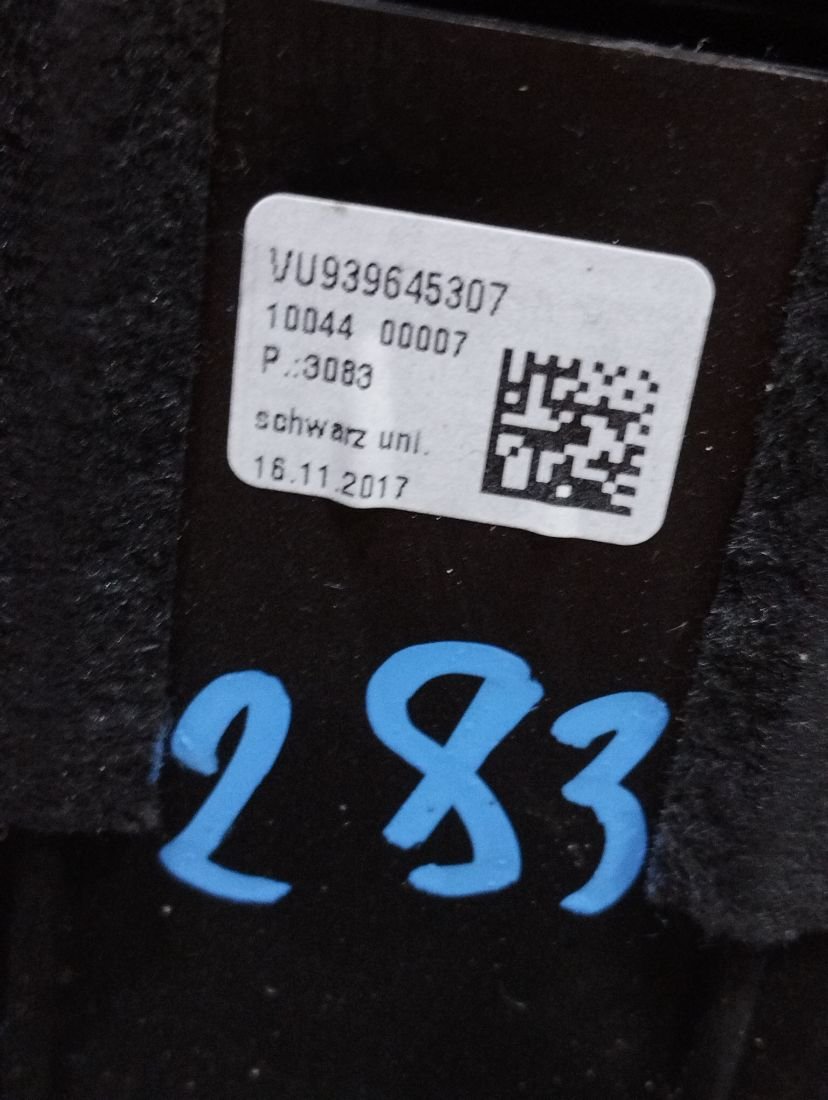 VU939645307
10044 00007
P.:3083
schwarz uni.
16.11.2017
283